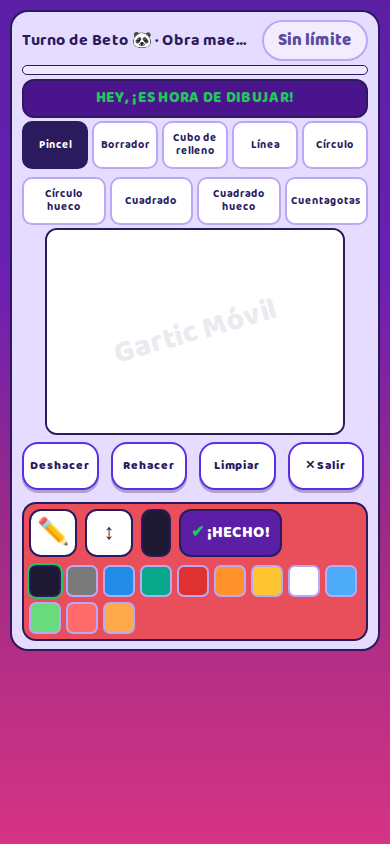 Turno de Beto 🐼 · Obra mae...
Sin límite
HEY, ¡ES HORA DE DIBUJAR!
Pincel
Borrador
Cubo de
relleno
Línea
Círculo
Círculo
hueco
Cuadrado
Cuadrado
hueco
Cuentagotas
Gartic Móvil
Deshacer
Rehacer
Limpiar
✕ Salir
✏️
↕
✔ ¡HECHO!